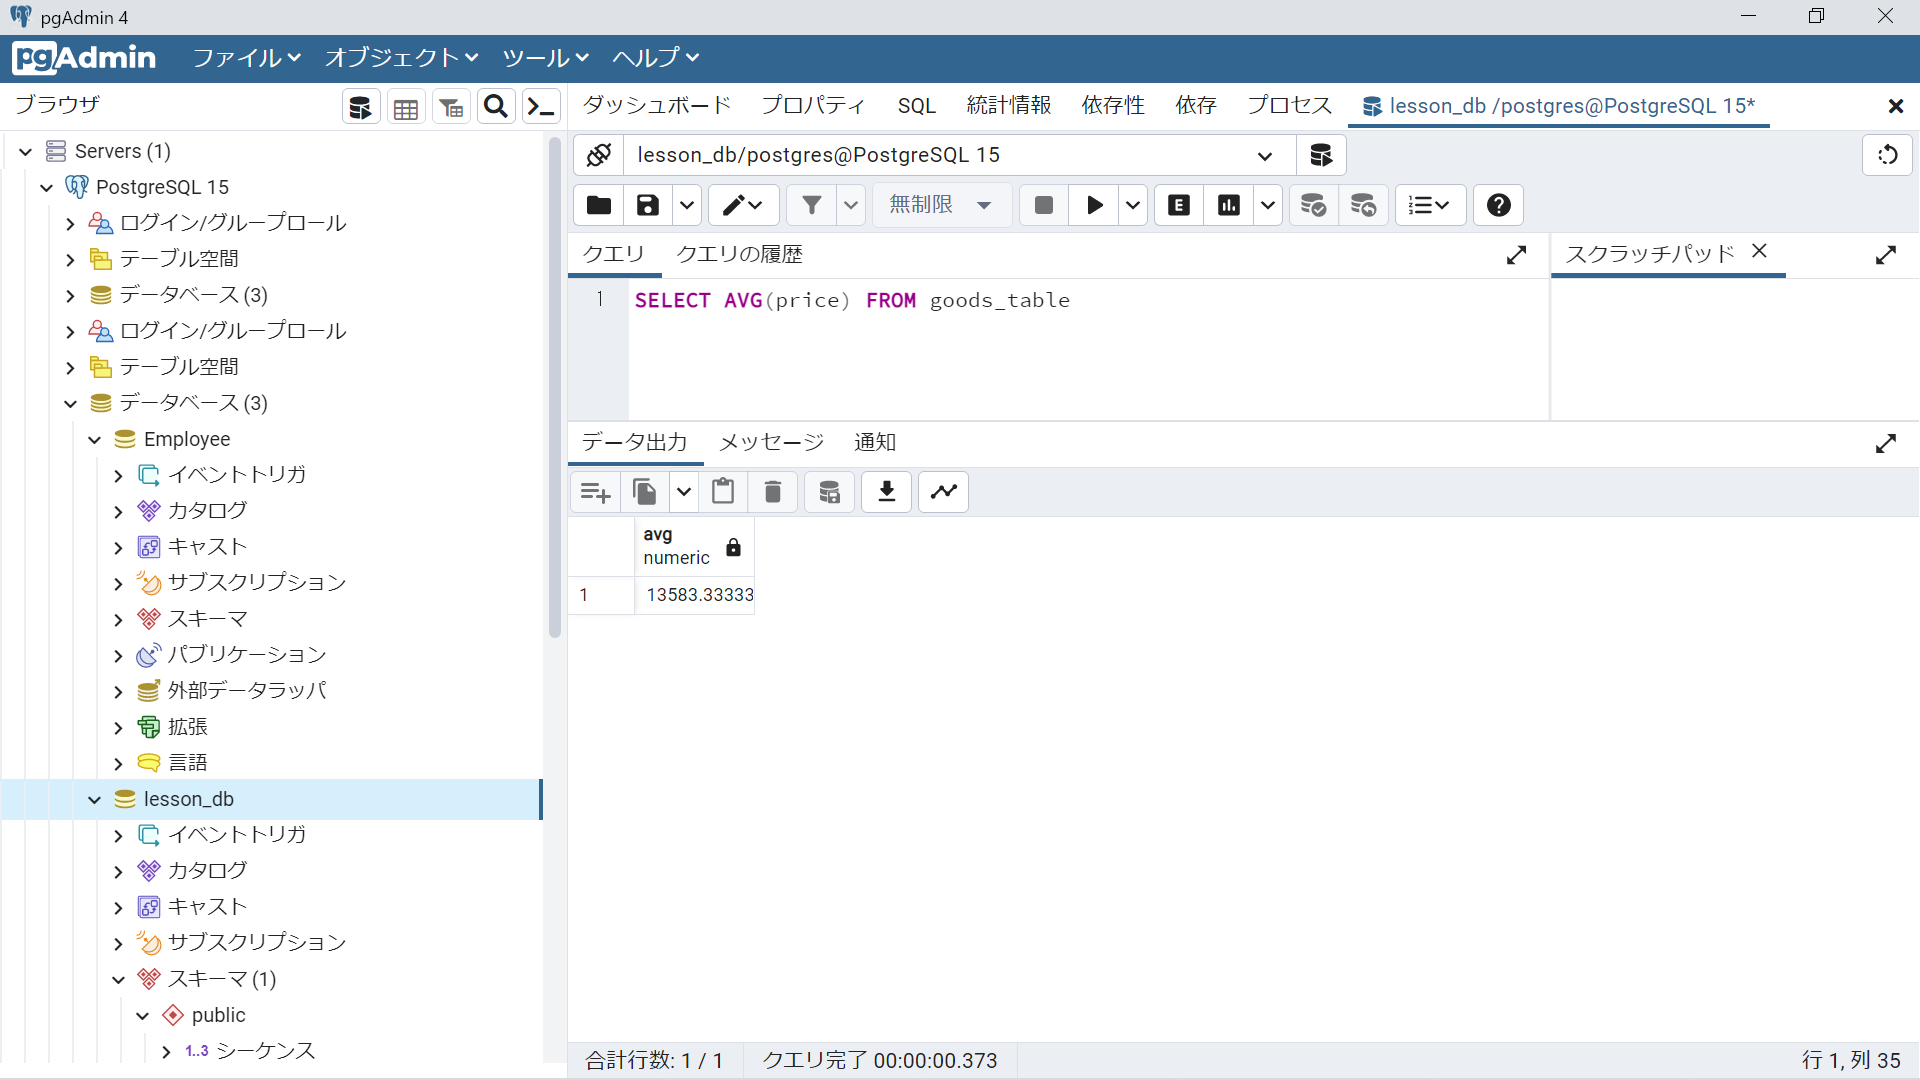 pgAdmin 4
pgAdmin ファイル オブジェクト ツール ヘルプ
ブラウザ
ダッシュボード プロパティ SQL 統計情報 依存性 依存 プロセス lesson_db /postgres@PostgreSQL 15*
Servers (1)
PostgreSQL 15
ログイン/グループロール
テーブル空間
データベース (3)
ログイン/グループロール
テーブル空間
データベース (3)
Employee
イベントトリガ
カタログ
キャスト
サブスクリプション
スキーマ
パブリケーション
外部データラッパ
拡張
言語
lesson_db
イベントトリガ
カタログ
キャスト
サブスクリプション
スキーマ (1)
public
1..3 シーケンス
lesson_db/postgres@PostgreSQL 15
無制限
E
クエリ クエリの履歴
スクラッチパッド
1 SELECT AVG(price) FROM goods_table
データ出力 メッセージ 通知
avg
numeric
1 13583.33333
合計行数: 1 / 1 クエリ完了 00:00:00.373 行 1, 列 35